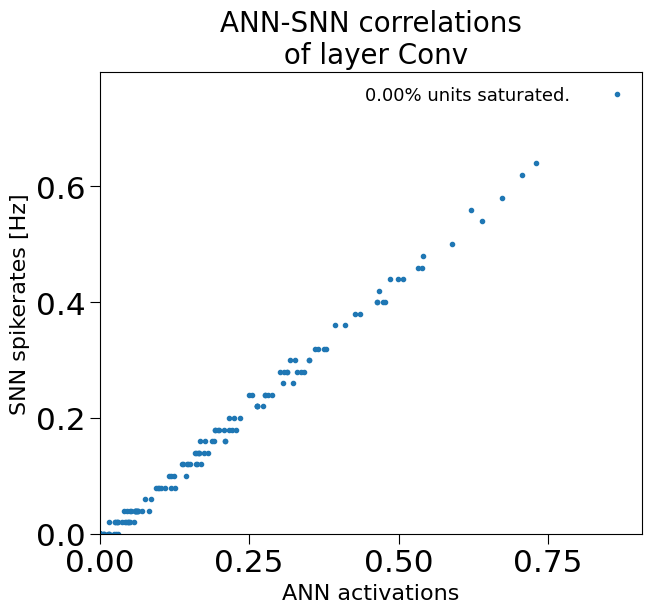 ANN-SNN correlations
of layer Conv
0.00% units saturated.
SNN spikerates [Hz]
0.6
0.4
0.2
0.0
0.00 0.25 0.50 0.75
ANN activations